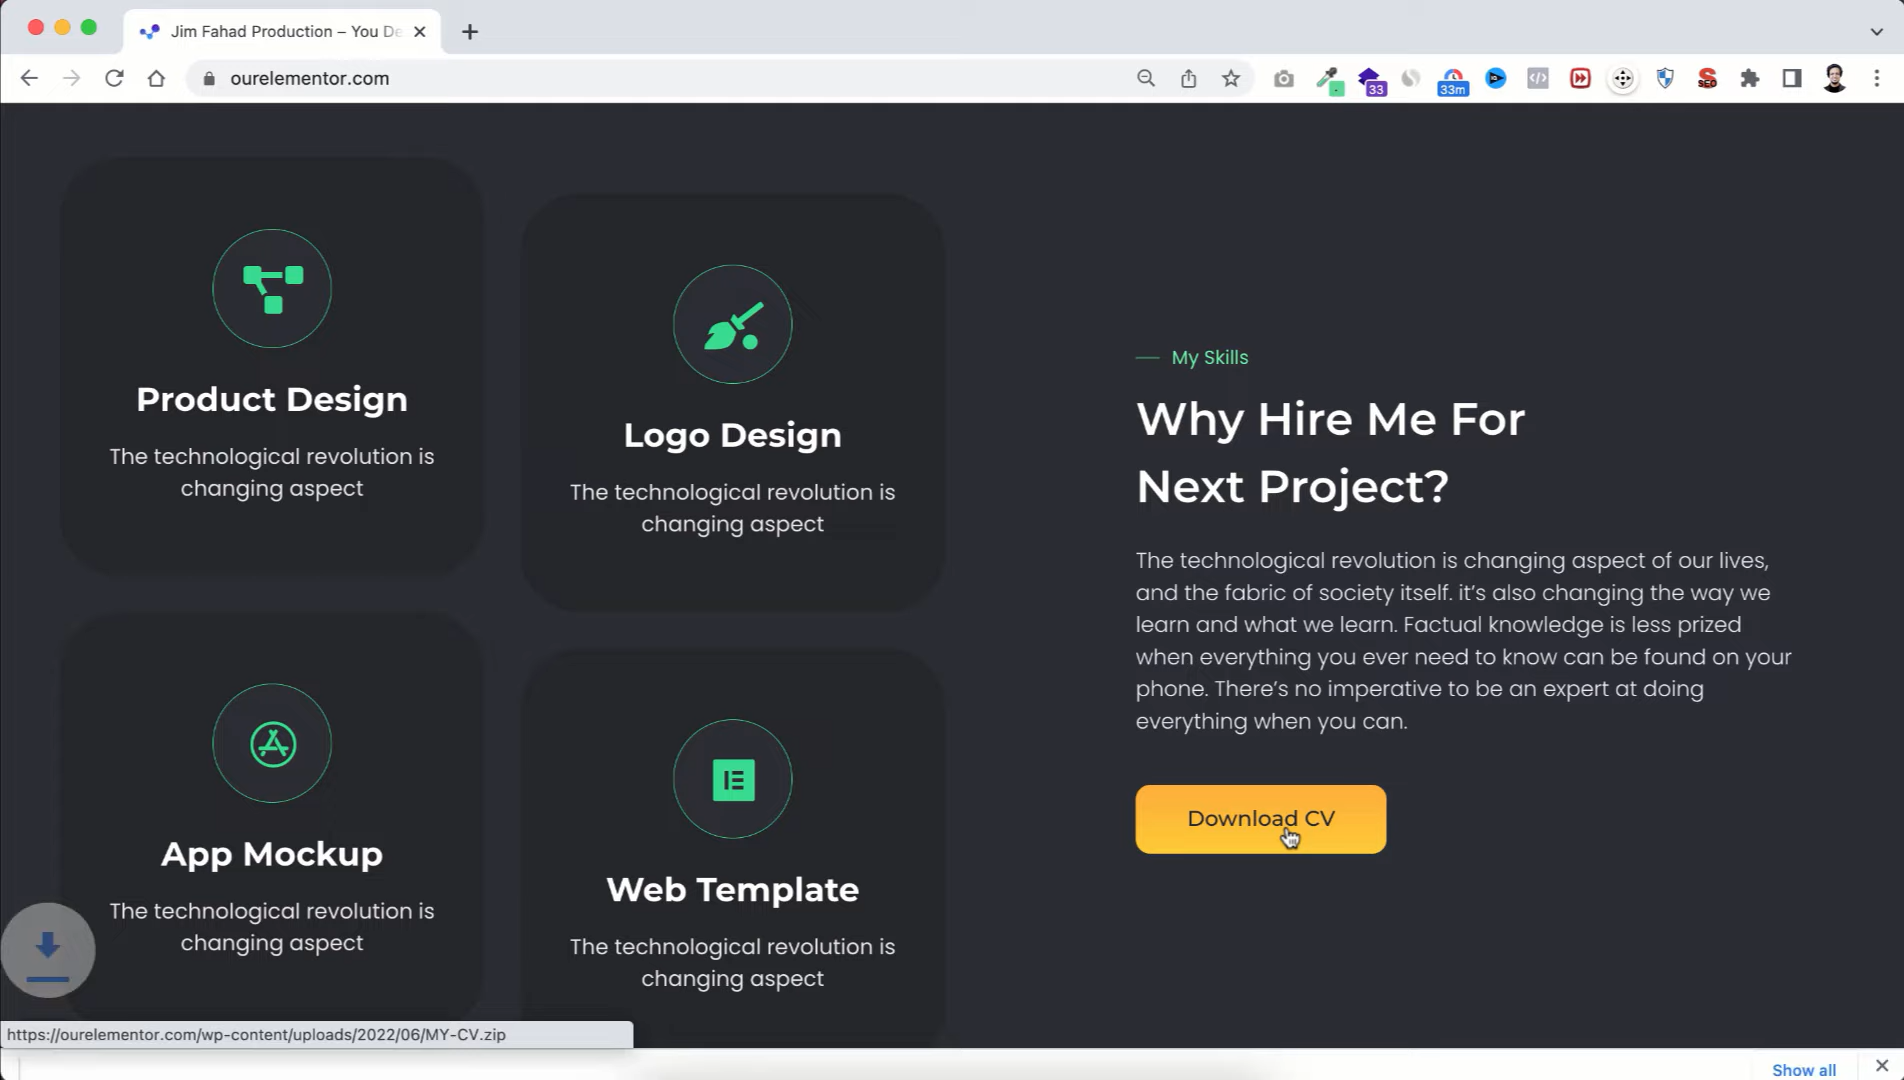 Jim Fahad Production – You De
ourelementor.com
33
33m
SEO
Product Design
The technological revolution is
changing aspect
Logo Design
The technological revolution is
changing aspect
App Mockup
The technological revolution is
changing aspect
Web Template
The technological revolution is
changing aspect
My Skills
Why Hire Me For
Next Project?
The technological revolution is changing aspect of our lives,
and the fabric of society itself. it’s also changing the way we
learn and what we learn. Factual knowledge is less prized
when everything you ever need to know can be found on your
phone. There’s no imperative to be an expert at doing
everything when you can.
Download CV
https://ourelementor.com/wp-content/uploads/2022/06/MY-CV.zip
Show all